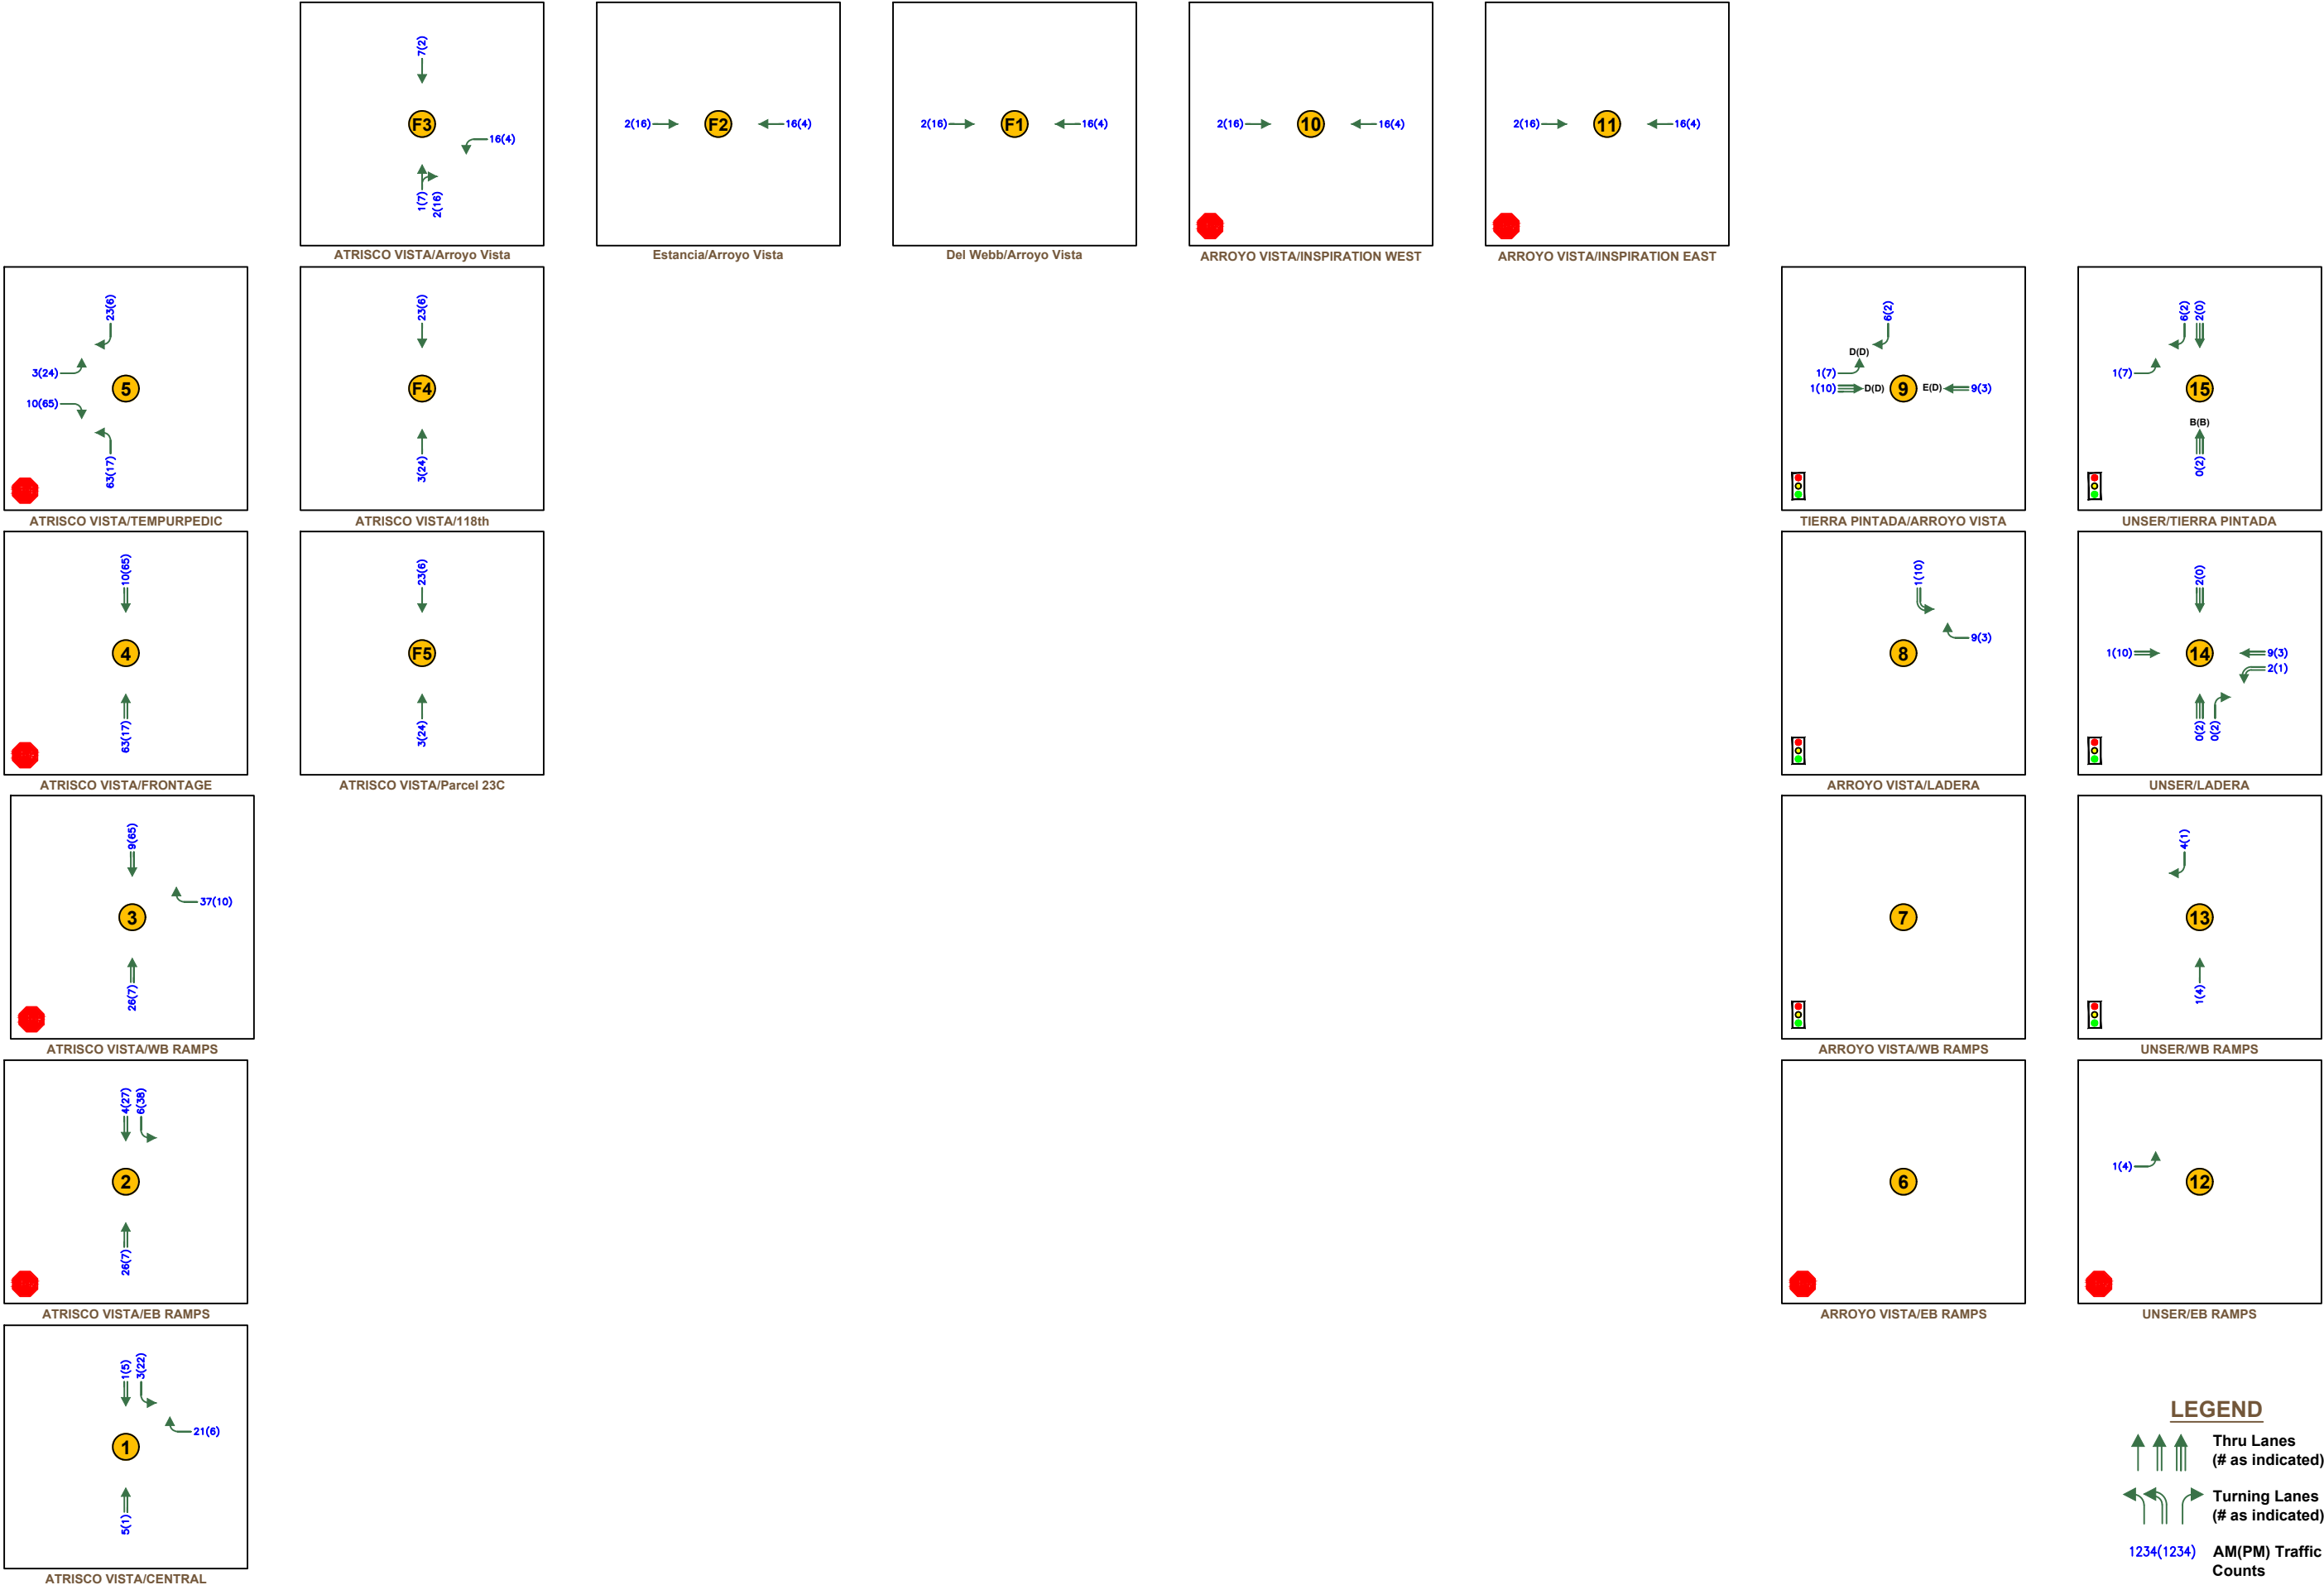 7(2)
F3
16(4)
1(7)
2(16)
ATRISCO VISTA/Arroyo Vista
2(16)
F2
16(4)
Estancia/Arroyo Vista
2(16)
F1
16(4)
Del Webb/Arroyo Vista
2(16)
10
16(4)
ARROYO VISTA/INSPIRATION WEST
2(16)
11
16(4)
ARROYO VISTA/INSPIRATION EAST
23(6)
3(24)
5
10(65)
63(17)
ATRISCO VISTA/TEMPURPEDIC
23(6)
F4
3(24)
ATRISCO VISTA/118th
6(2)
D(D)
1(7)
1(10)
D(D)
9
E(D)
9(3)
TIERRA PINTADA/ARROYO VISTA
6(2)
2(0)
1(7)
15
B(B)
0(2)
UNSER/TIERRA PINTADA
10(65)
4
63(17)
ATRISCO VISTA/FRONTAGE
23(6)
F5
3(24)
ATRISCO VISTA/Parcel 23C
1(10)
9(3)
8
ARROYO VISTA/LADERA
2(0)
1(10)
14
9(3)
2(1)
0(2)
0(2)
UNSER/LADERA
9(65)
37(10)
3
26(7)
ATRISCO VISTA/WB RAMPS
7
ARROYO VISTA/WB RAMPS
4(1)
13
1(4)
UNSER/WB RAMPS
4(27)
6(38)
2
26(7)
ATRISCO VISTA/EB RAMPS
6
ARROYO VISTA/EB RAMPS
1(4)
12
UNSER/EB RAMPS
1(5)
3(22)
21(6)
1
5(1)
ATRISCO VISTA/CENTRAL
LEGEND
Thru Lanes
(# as indicated)
Turning Lanes
(# as indicated)
1234(1234) AM(PM) Traffic
Counts